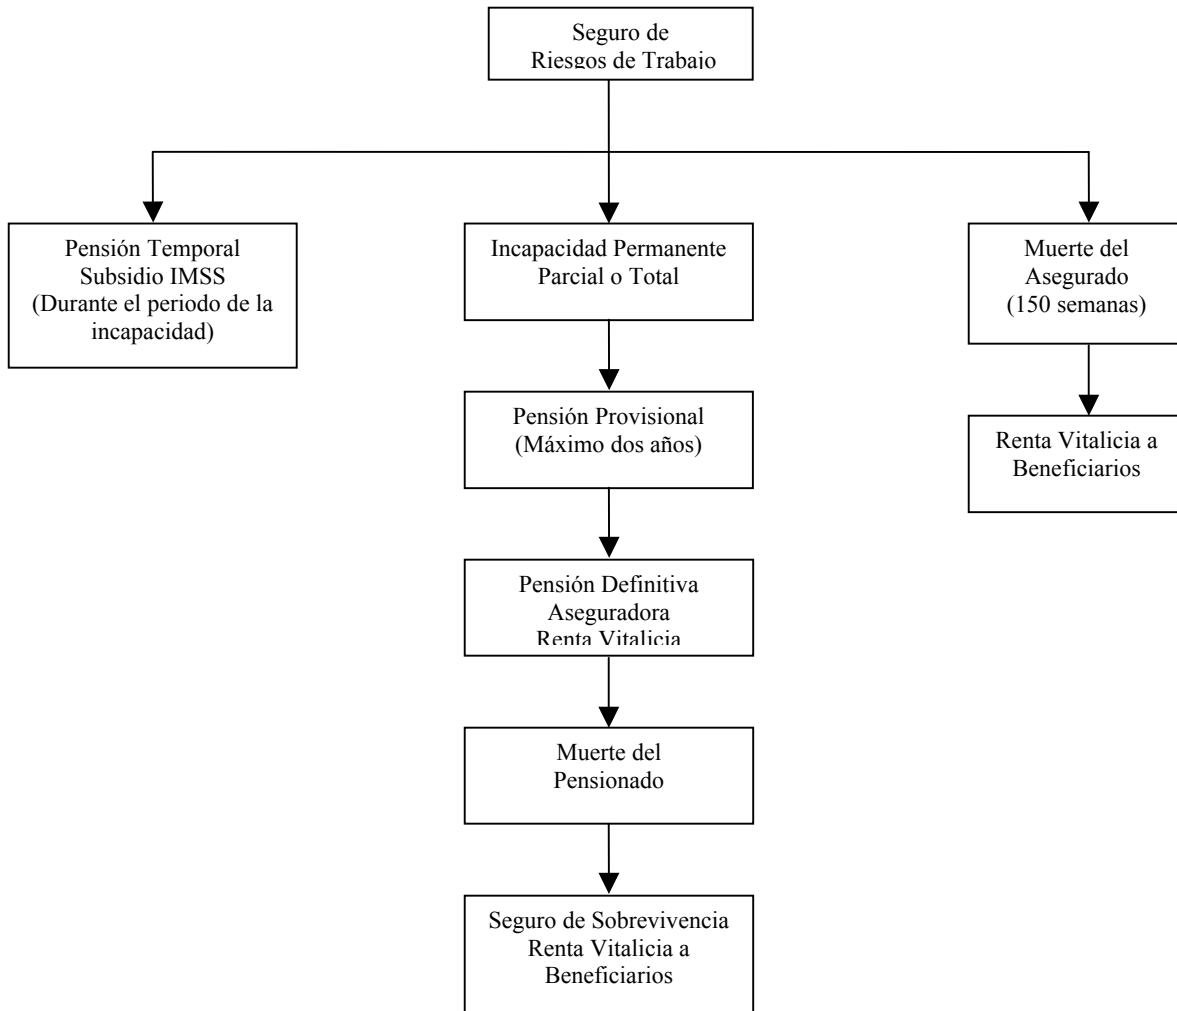 Seguro de
Riesgos de Trabajo
Pensión Temporal
Subsidio IMSS
(Durante el periodo de la
incapacidad)
Incapacidad Permanente
Parcial o Total
Muerte del
Asegurado
(150 semanas)
Pensión Provisional
(Máximo dos años)
Renta Vitalicia a
Beneficiarios
Pensión Definitiva
Aseguradora
Renta Vitalicia
Muerte del
Pensionado
Seguro de Sobrevivencia
Renta Vitalicia a
Beneficiarios